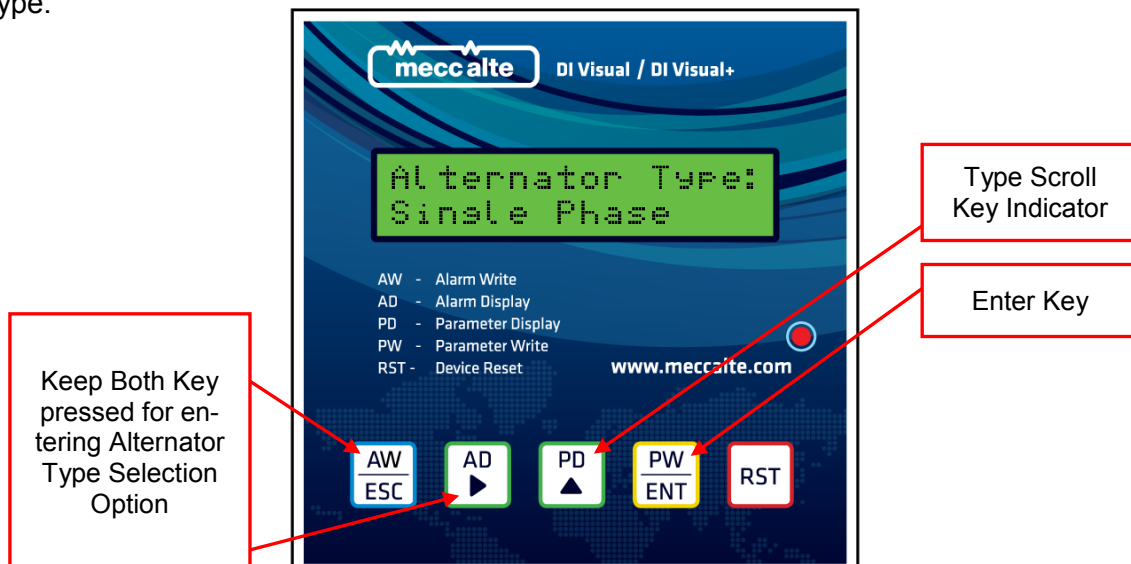 ype.
mecc alte DI Visual / DI Visual+
Alternator Type:
Single Phase
AW - Alarm Write
AD - Alarm Display
PD - Parameter Display
PW - Parameter Write
RST - Device Reset
www.meccalte.com
AW
ESC
AD
PD
PW
ENT
RST
Keep Both Key
pressed for en-
tering Alternator
Type Selection
Option
Type Scroll
Key Indicator
Enter Key